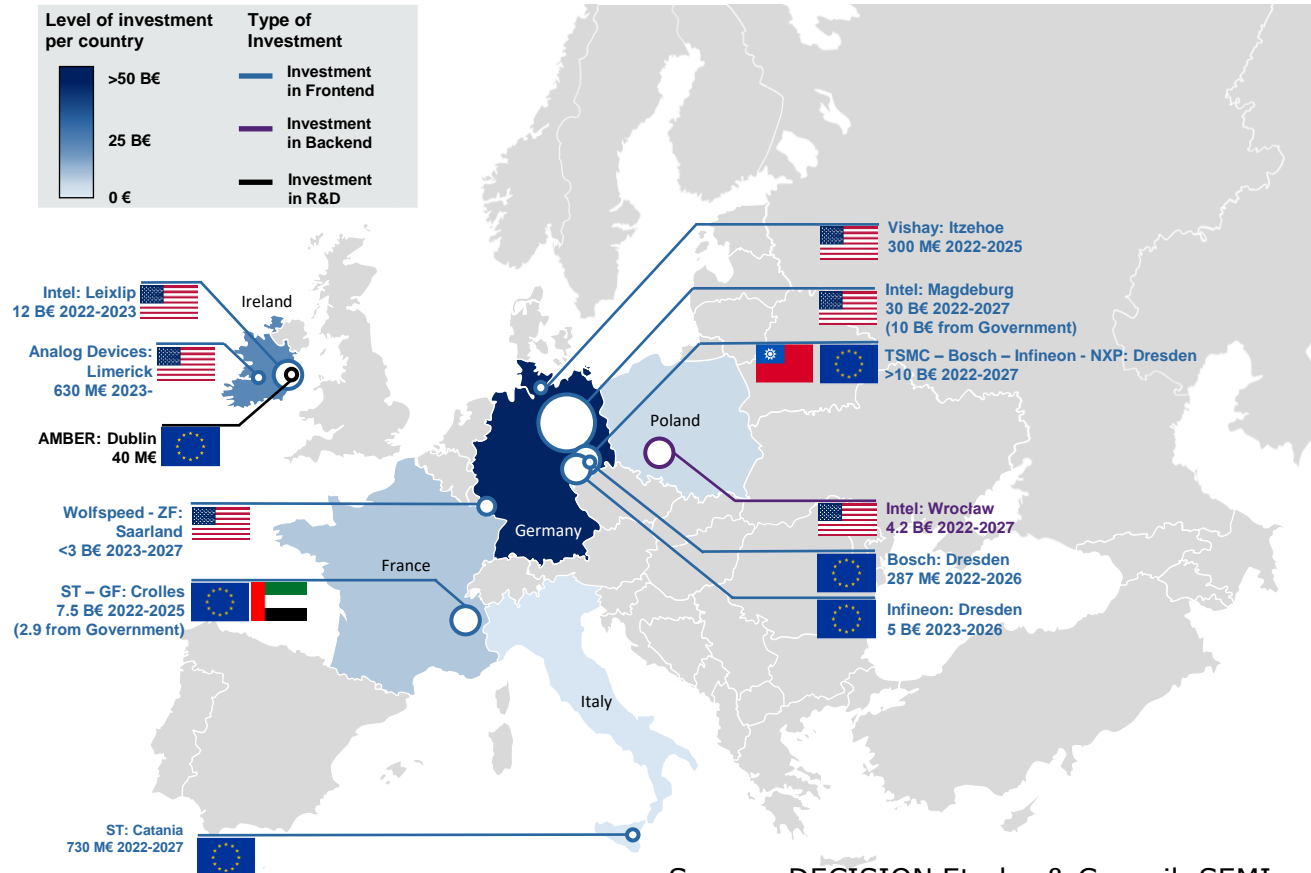 Level of investment
per country
>50 B€
25 B€
0 €
Type of
Investment
Investment
in Frontend
Investment
in Backend
Investment
in R&D
Vishay: Itzehoe
300 M€ 2022-2025
Intel: Leixlip
12 B€ 2022-2023
Ireland
Intel: Magdeburg
30 B€ 2022-2027
(10 B€ from Government)
Analog Devices:
Limerick
630 M€ 2023-
TSMC – Bosch – Infineon - NXP: Dresden
>10 B€ 2022-2027
AMBER: Dublin
40 M€
Poland
Wolfspeed - ZF:
Saarland
<3 B€ 2023-2027
Germany
Intel: Wrocław
4.2 B€ 2022-2027
France
Bosch: Dresden
287 M€ 2022-2026
ST – GF: Crolles
7.5 B€ 2022-2025
(2.9 from Government)
Infineon: Dresden
5 B€ 2023-2026
Italy
ST: Catania
730 M€ 2022-2027
DECISION Etudes & Conseil, SEMI